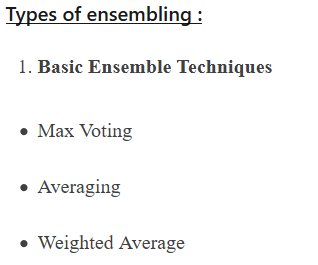 Types of ensembling :
1. Basic Ensemble Techniques
• Max Voting
• Averaging
• Weighted Average